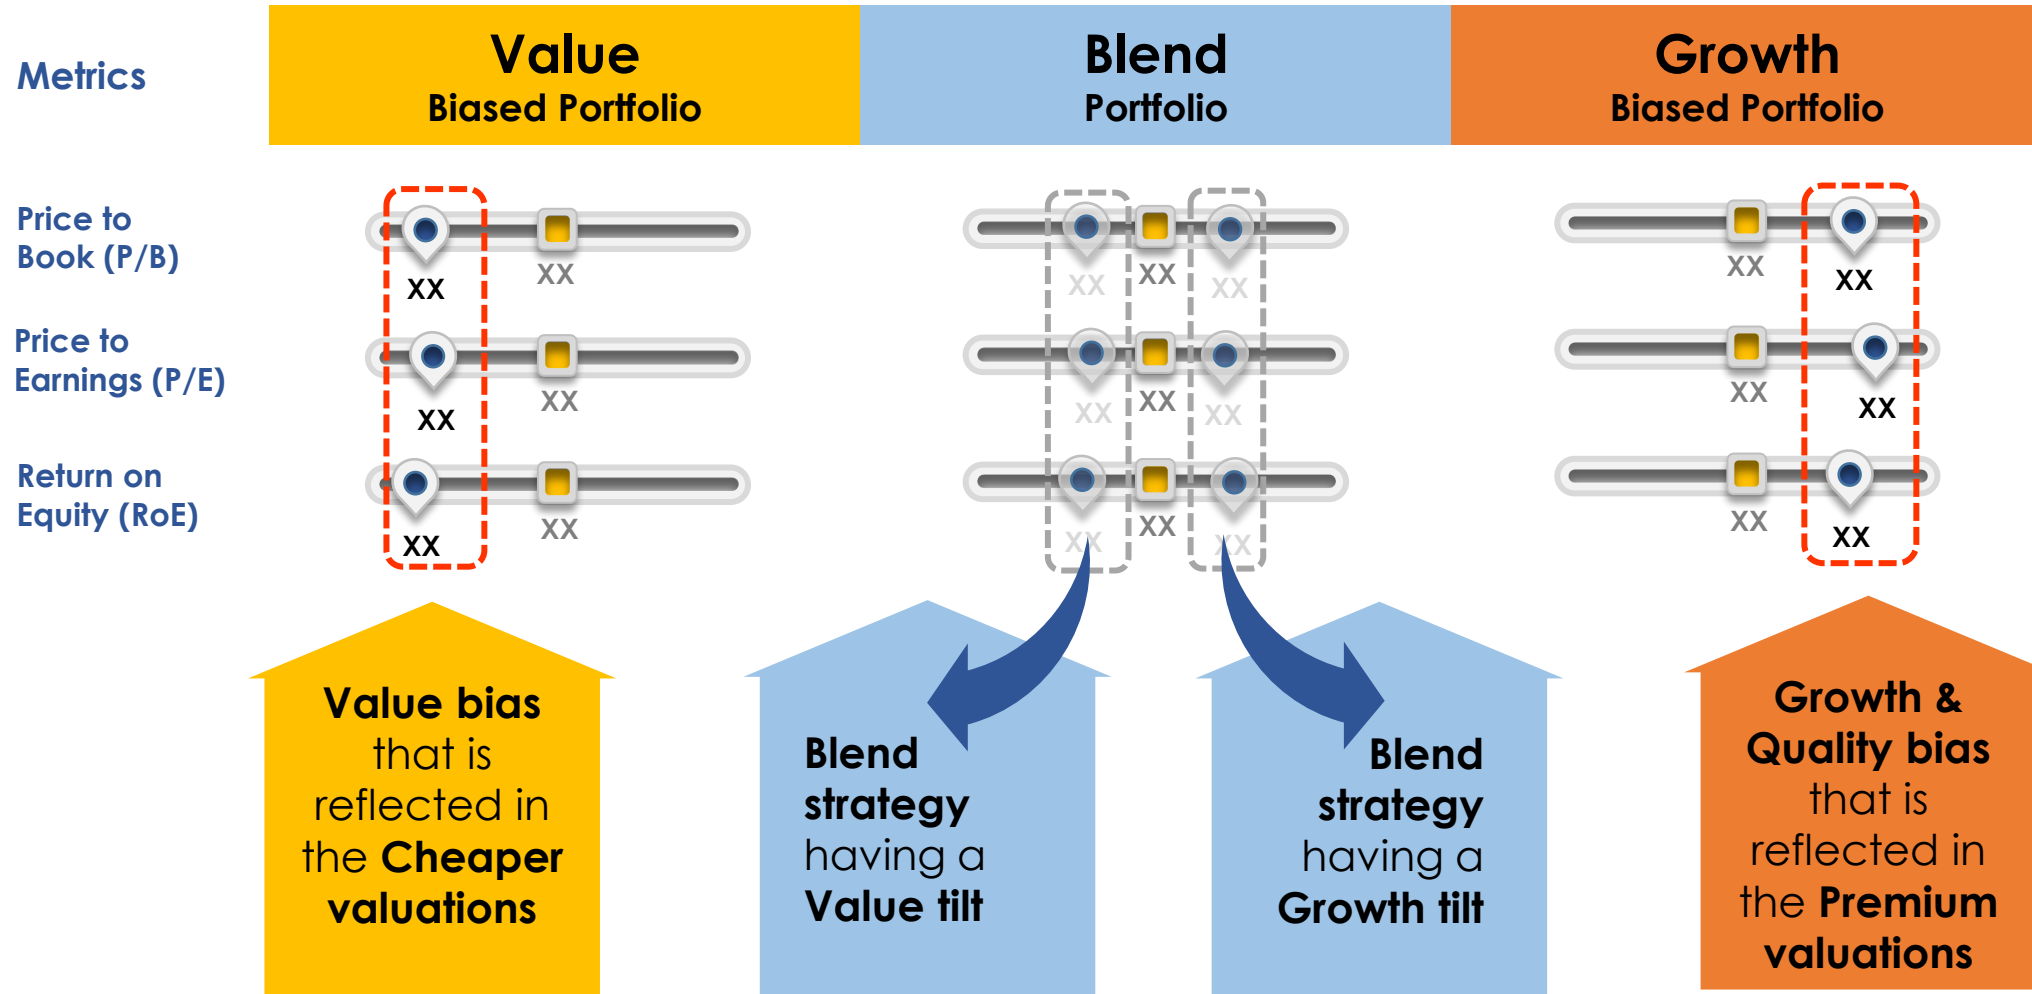 Metrics
Value
Biased Portfolio
Blend
Portfolio
Growth
Biased Portfolio
Price to
Book (P/B)
XX
XX
XX
XX
XX
XX
XX
Price to
Earnings (P/E)
XX
XX
XX
XX
XX
XX
XX
Return on
Equity (RoE)
XX
XX
XX
XX
XX
XX
XX
Value bias
that is
reflected in
the Cheaper
valuations
Blend
strategy
having a
Value tilt
Blend
strategy
having a
Growth tilt
Growth &
Quality bias
that is
reflected in
the Premium
valuations